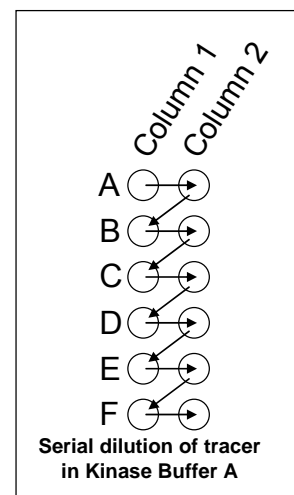 Column 1
Column 2
A
B
C
D
E
F
Serial dilution of tracer
in Kinase Buffer A